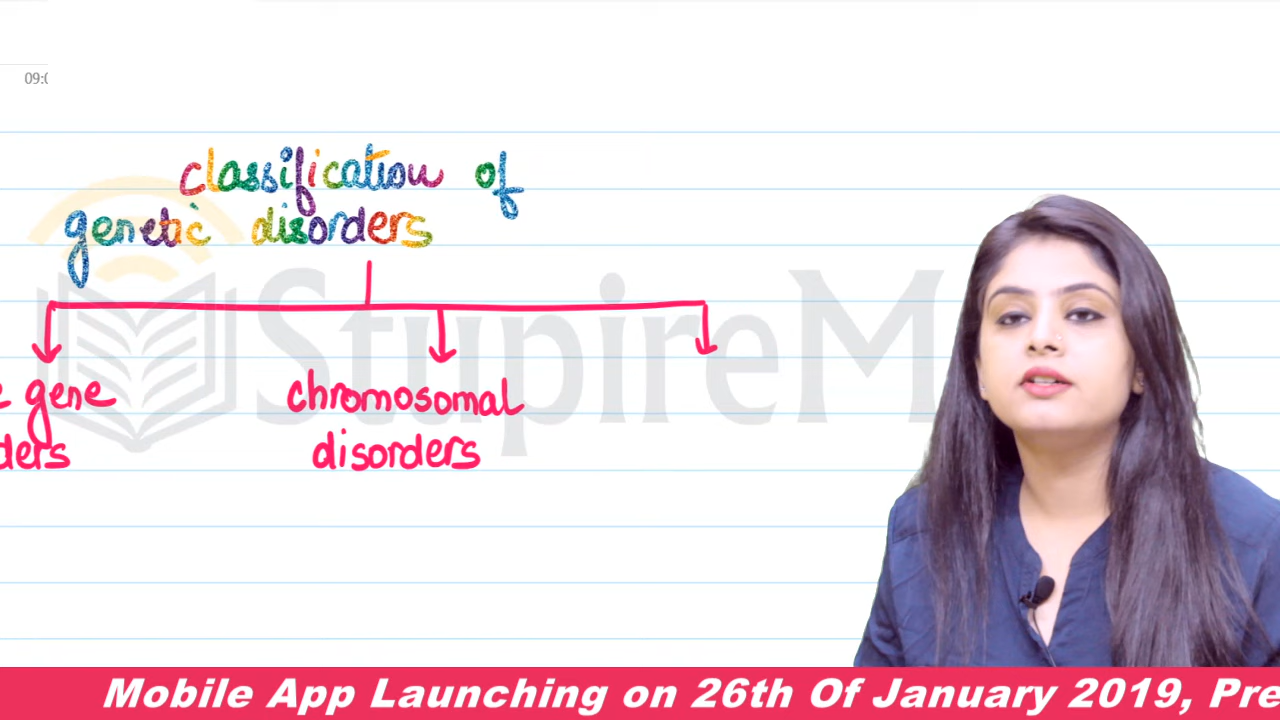 09:0
classification of
genetic disorders
gene
chromosomal
ders
disorders
StupireM
Mobile App Launching on 26th Of January 2019, Pre